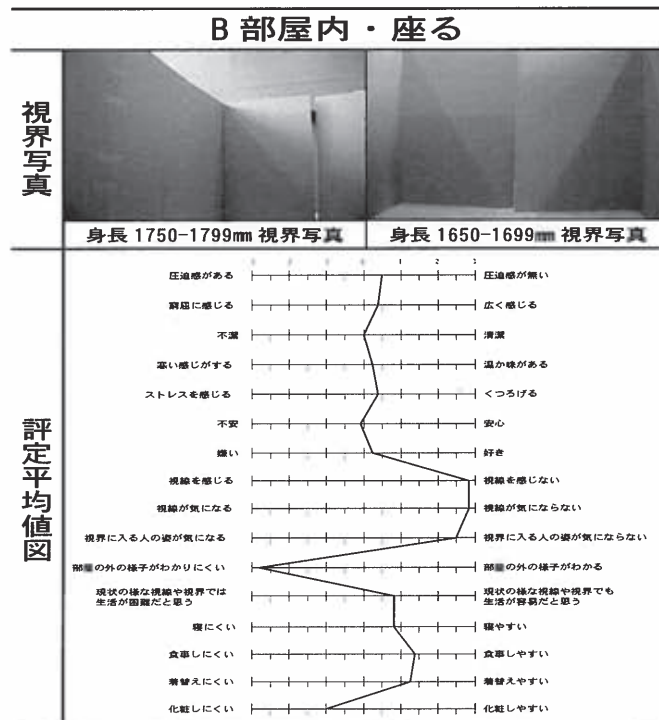 B 部屋内・座る
視界写真
身長 1750-1799mm 視界写真
身長 1650-1699mm 視界写真
評定平均値図
1 2 3
圧迫感がある 圧迫感が無い
窮屈に感じる 広く感じる
不潔 清潔
寒い感じがする 温か味がある
ストレスを感じる くつろげる
不安 安心
嫌い 好き
視線を感じる 視線を感じない
視線が気になる 視線が気にならない
視界に入る人の姿が気になる 視界に入る人の姿が気にならない
部屋の外の様子がわかりにくい 部屋の外の様子がわかる
現状の様な視線や視界では 現状の様な視線や視界でも
生活が困難だと思う 生活が容易だと思う
寝にくい 寝やすい
食事しにくい 食事しやすい
着替えにくい 着替えやすい
化粧しにくい 化粧しやすい